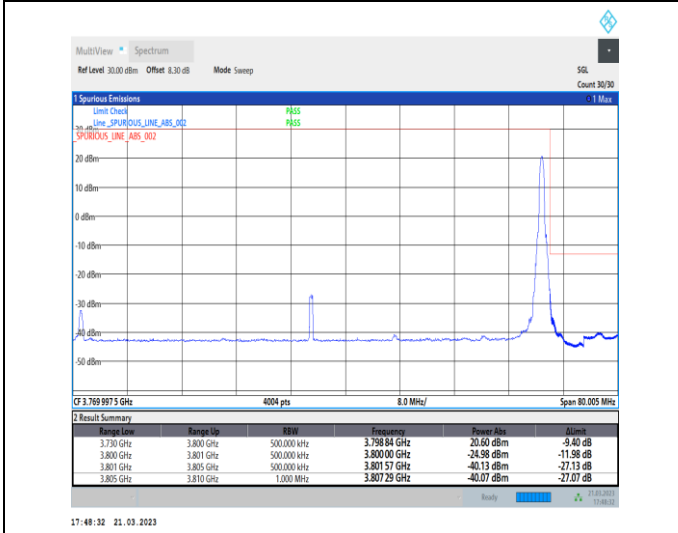 MultiView Spectrum
Ref Level 30.00 dBm Offset 8.30 dB Mode Sweep SGL
Count 30/30
1 Spurious Emissions 1 Max
Limit Check PASS
Line _SPURIOUS_LINE_ABS_002 PASS
30 dBm
_SPURIOUS_LINE_ABS_002
20 dBm
10 dBm
0 dBm
-10 dBm
-20 dBm
-30 dBm
-40 dBm
-50 dBm
CF 3.769 997 5 GHz 4004 pts 8.0 MHz/ Span 80.005 MHz
2 Result Summary
Range Low Range Up RBW Frequency Power Abs ΔLimit
3.730 GHz 3.800 GHz 500.000 kHz 3.798 84 GHz 20.60 dBm -9.40 dB
3.800 GHz 3.801 GHz 500.000 kHz 3.800 00 GHz -24.98 dBm -11.98 dB
3.801 GHz 3.805 GHz 500.000 kHz 3.801 57 GHz -40.13 dBm -27.13 dB
3.805 GHz 3.810 GHz 1.000 MHz 3.807 29 GHz -40.07 dBm -27.07 dB
Ready 21.03.2023
17:48:32
17:48:32 21.03.2023